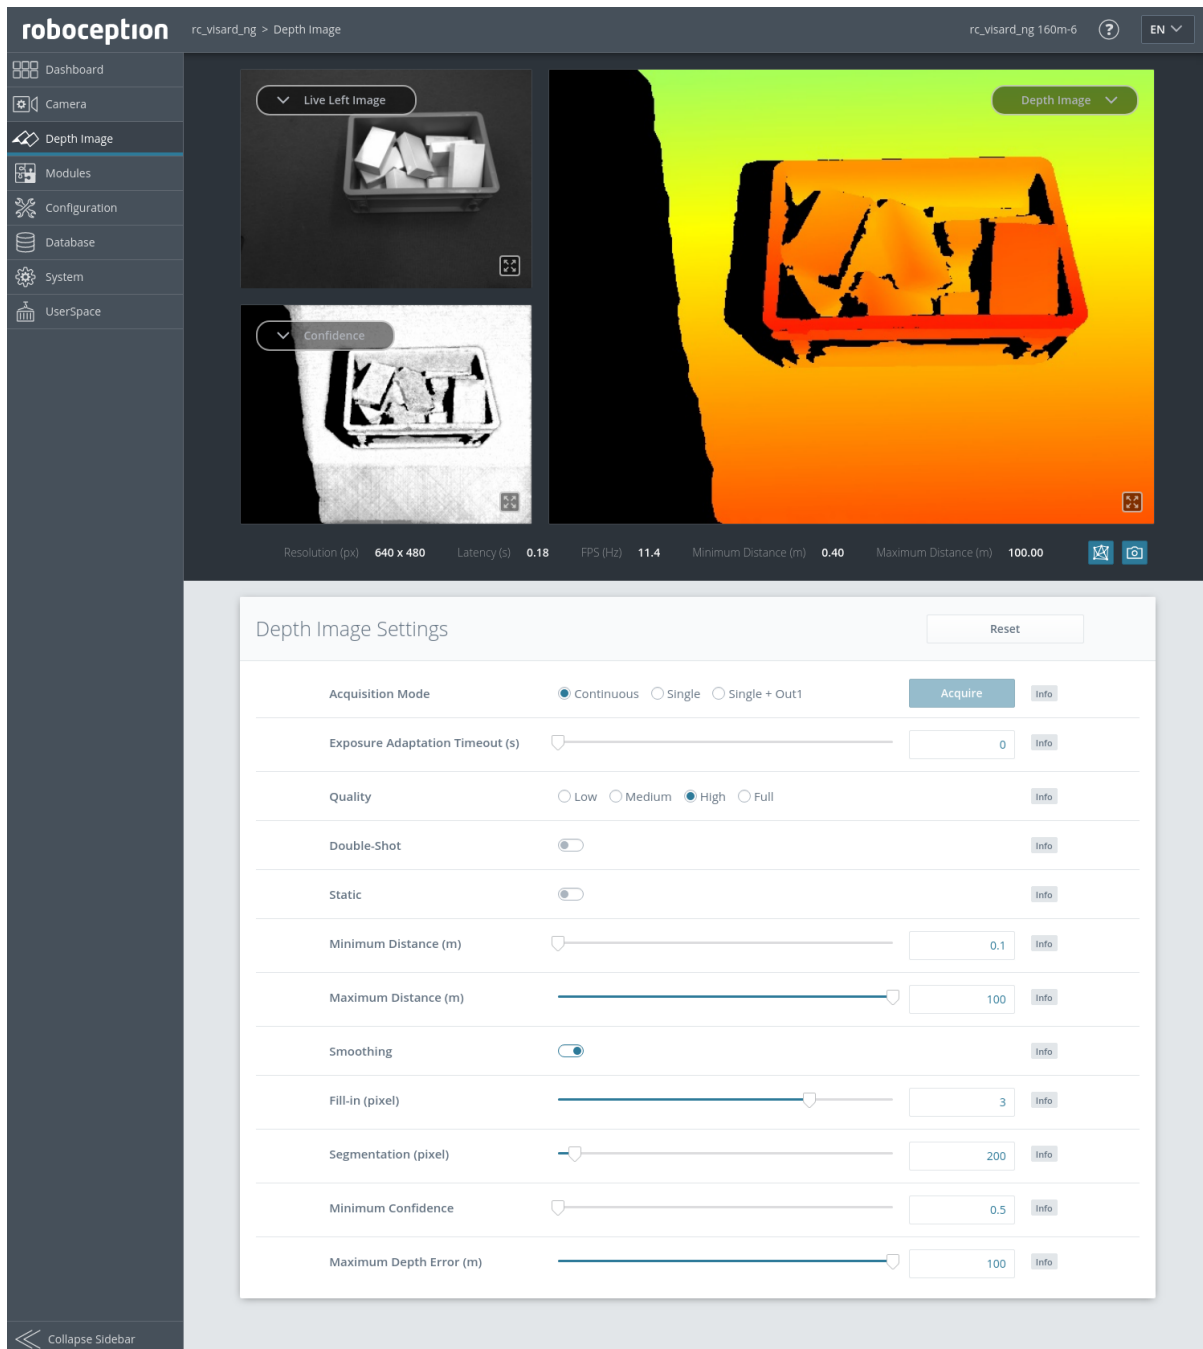 roboception rc_visard_ng > Depth Image rc_visard_ng 160m-6 ? EN
Dashboard
Camera
Depth Image
Modules
Configuration
Database
System
UserSpace
Collapse Sidebar
Live Left Image
Depth Image
Confidence
Resolution (px) 640 x 480 Latency (s) 0.18 FPS (Hz) 11.4 Minimum Distance (m) 0.40 Maximum Distance (m) 100.00
Depth Image Settings Reset
Acquisition Mode Continuous Single Single + Out1 Acquire Info
Exposure Adaptation Timeout (s) 0 Info
Quality Low Medium High Full Info
Double-Shot Info
Static Info
Minimum Distance (m) 0.1 Info
Maximum Distance (m) 100 Info
Smoothing Info
Fill-in (pixel) 3 Info
Segmentation (pixel) 200 Info
Minimum Confidence 0.5 Info
Maximum Depth Error (m) 100 Info